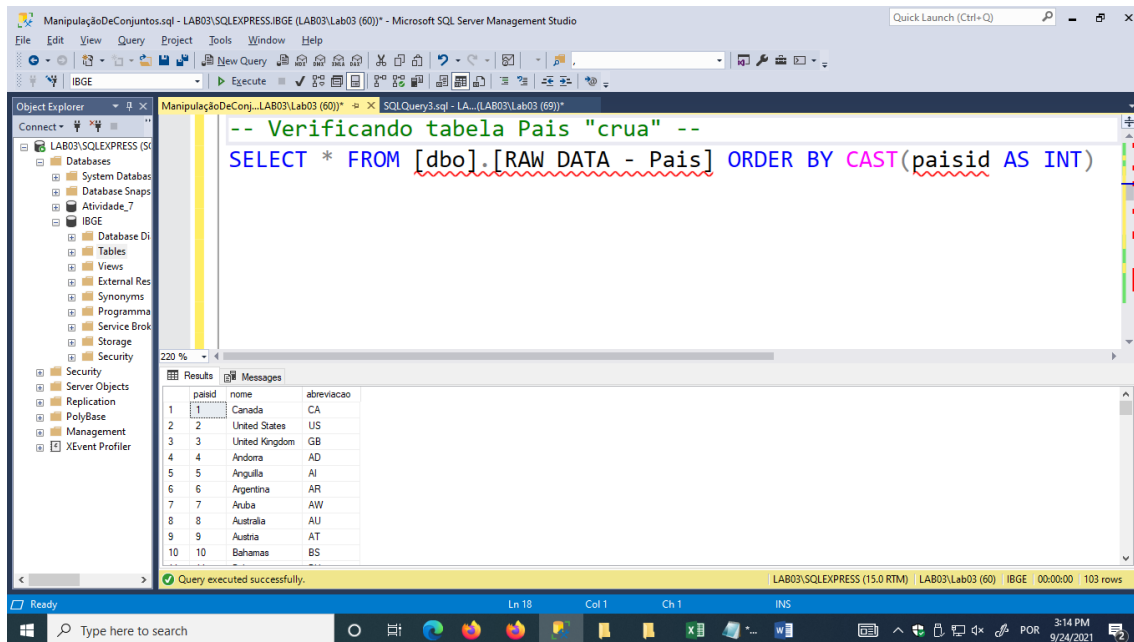 ManipulaçãoDeConjuntos.sql - LAB03\SQLEXPRESS.IBGE (LAB03\Lab03 (60))* - Microsoft SQL Server Management Studio
Quick Launch (Ctrl+Q)
File Edit View Query Project Tools Window Help
New Query
IBGE
Execute
Object Explorer
ManipulaçãoDeConj...LAB03\Lab03 (60))*
SQLQuery3.sql - LA...(LAB03\Lab03 (69))*
Connect
LAB03\SQLEXPRESS (S
Databases
System Databas
Database Snaps
Atividade_7
IBGE
Database Di
Tables
Views
External Res
Synonyms
Programma
Service Brok
Storage
Security
Security
Server Objects
Replication
PolyBase
Management
XEvent Profiler
-- Verificando tabela Pais "crua" --
SELECT * FROM [dbo].[RAW DATA - Pais] ORDER BY CAST(paisid AS INT)
220 %
Results Messages
paisid nome abreviacao
1 1 Canada CA
2 2 United States US
3 3 United Kingdom GB
4 4 Andorra AD
5 5 Anguilla AI
6 6 Argentina AR
7 7 Aruba AW
8 8 Australia AU
9 9 Austria AT
10 10 Bahamas BS
Query executed successfully.
LAB03\SQLEXPRESS (15.0 RTM) LAB03\Lab03 (60) IBGE 00:00:00 103 rows
Ready Ln 18 Col 1 Ch 1 INS
Type here to search
POR
3:14 PM
9/24/2021